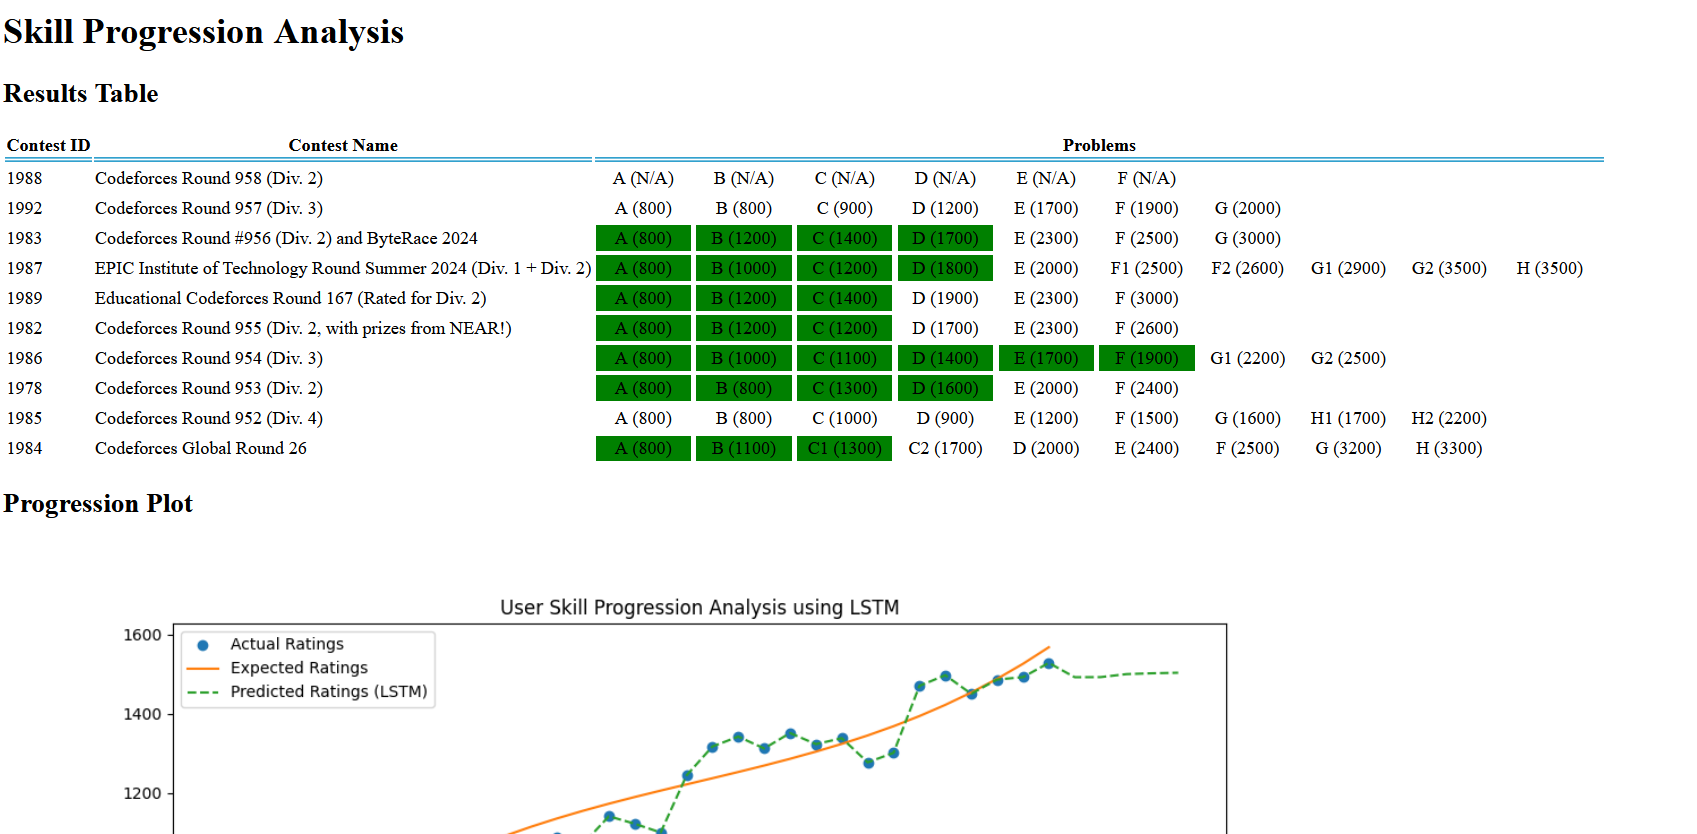 Skill Progression Analysis
Results Table
Contest ID Contest Name Problems
1988 Codeforces Round 958 (Div. 2) A (N/A) B (N/A) C (N/A) D (N/A) E (N/A) F (N/A)
1992 Codeforces Round 957 (Div. 3) A (800) B (800) C (900) D (1200) E (1700) F (1900) G (2000)
1983 Codeforces Round #956 (Div. 2) and ByteRace 2024 A (800) B (1200) C (1400) D (1700) E (2300) F (2500) G (3000)
1987 EPIC Institute of Technology Round Summer 2024 (Div. 1 + Div. 2) A (800) B (1000) C (1200) D (1800) E (2000) F1 (2500) F2 (2600) G1 (2900) G2 (3500) H (3500)
1989 Educational Codeforces Round 167 (Rated for Div. 2) A (800) B (1200) C (1400) D (1900) E (2300) F (3000)
1982 Codeforces Round 955 (Div. 2, with prizes from NEAR!) A (800) B (1200) C (1200) D (1700) E (2300) F (2600)
1986 Codeforces Round 954 (Div. 3) A (800) B (1000) C (1100) D (1400) E (1700) F (1900) G1 (2200) G2 (2500)
1978 Codeforces Round 953 (Div. 2) A (800) B (800) C (1300) D (1600) E (2000) F (2400)
1985 Codeforces Round 952 (Div. 4) A (800) B (800) C (1000) D (900) E (1200) F (1500) G (1600) H1 (1700) H2 (2200)
1984 Codeforces Global Round 26 A (800) B (1100) C1 (1300) C2 (1700) D (2000) E (2400) F (2500) G (3200) H (3300)
Progression Plot
User Skill Progression Analysis using LSTM
1600
Actual Ratings
Expected Ratings
Predicted Ratings (LSTM)
1400
1200